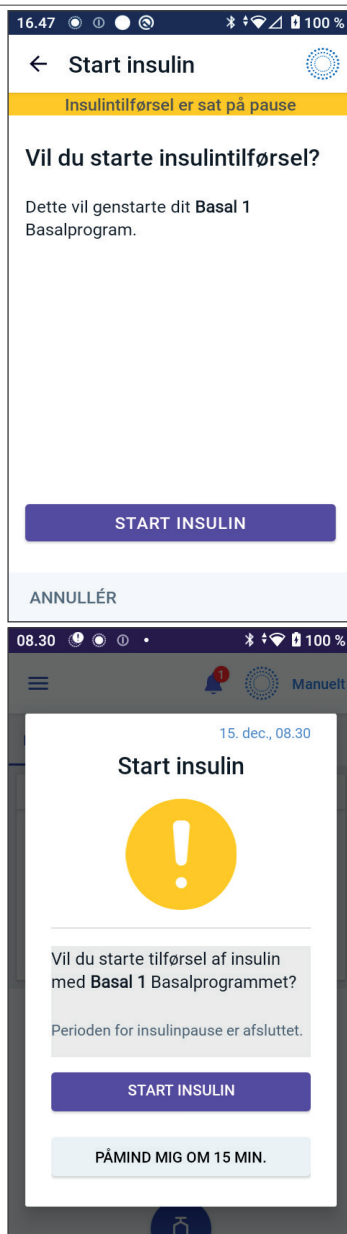 16.47 100 %
Start insulin
Insulintilførsel er sat på pause
Vil du starte insulintilførsel?
Dette vil genstarte dit Basal 1
Basalprogram.
START INSULIN
ANNULLÉR
08.30 100 %
1
Manuelt
15. dec., 08.30
Start insulin
Vil du starte tilførsel af insulin
med Basal 1 Basalprogrammet?
Perioden for insulinpause er afsluttet.
START INSULIN
PÅMIND MIG OM 15 MIN.